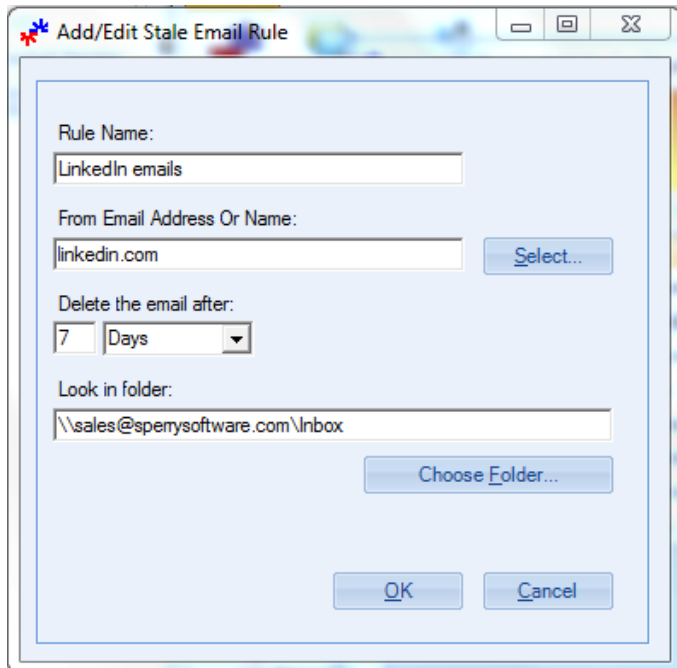 Add/Edit Stale Email Rule
Rule Name:
LinkedIn emails
From Email Address Or Name:
linkedin.com
Select...
Delete the email after:
7 Days
Look in folder:
\\sales@sperrysoftware.com\Inbox
Choose Folder...
OK Cancel